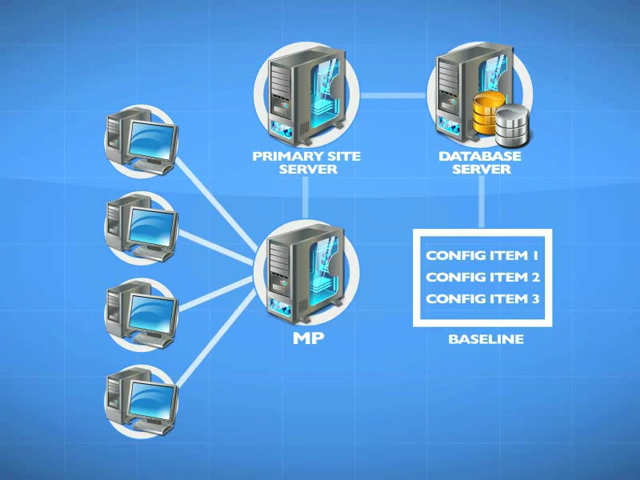 PRIMARY SITE
SERVER
DATABASE
SERVER
CONFIG ITEM 1
CONFIG ITEM 2
CONFIG ITEM 3
MP
BASELINE